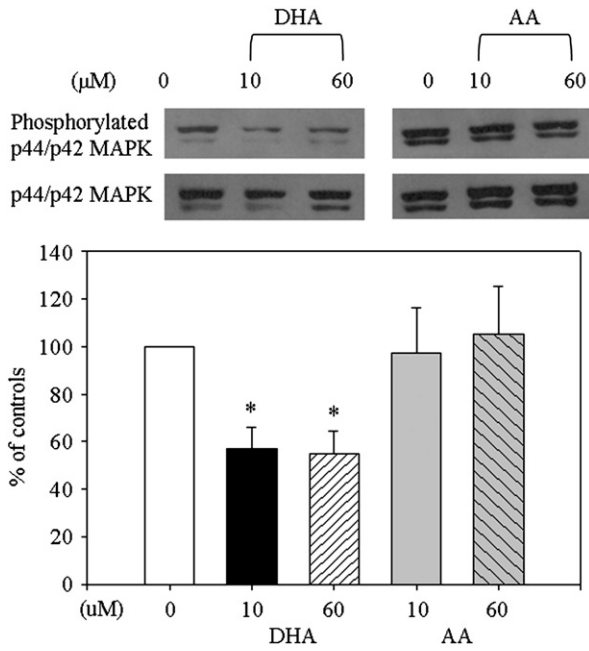 DHA AA
(μM) 0 10 60 0 10 60
Phosphorylated
p44/p42 MAPK
p44/p42 MAPK
140
120
100
80
60
40
20
0
% of controls
* *
(uM) 0 10 60 10 60
DHA AA